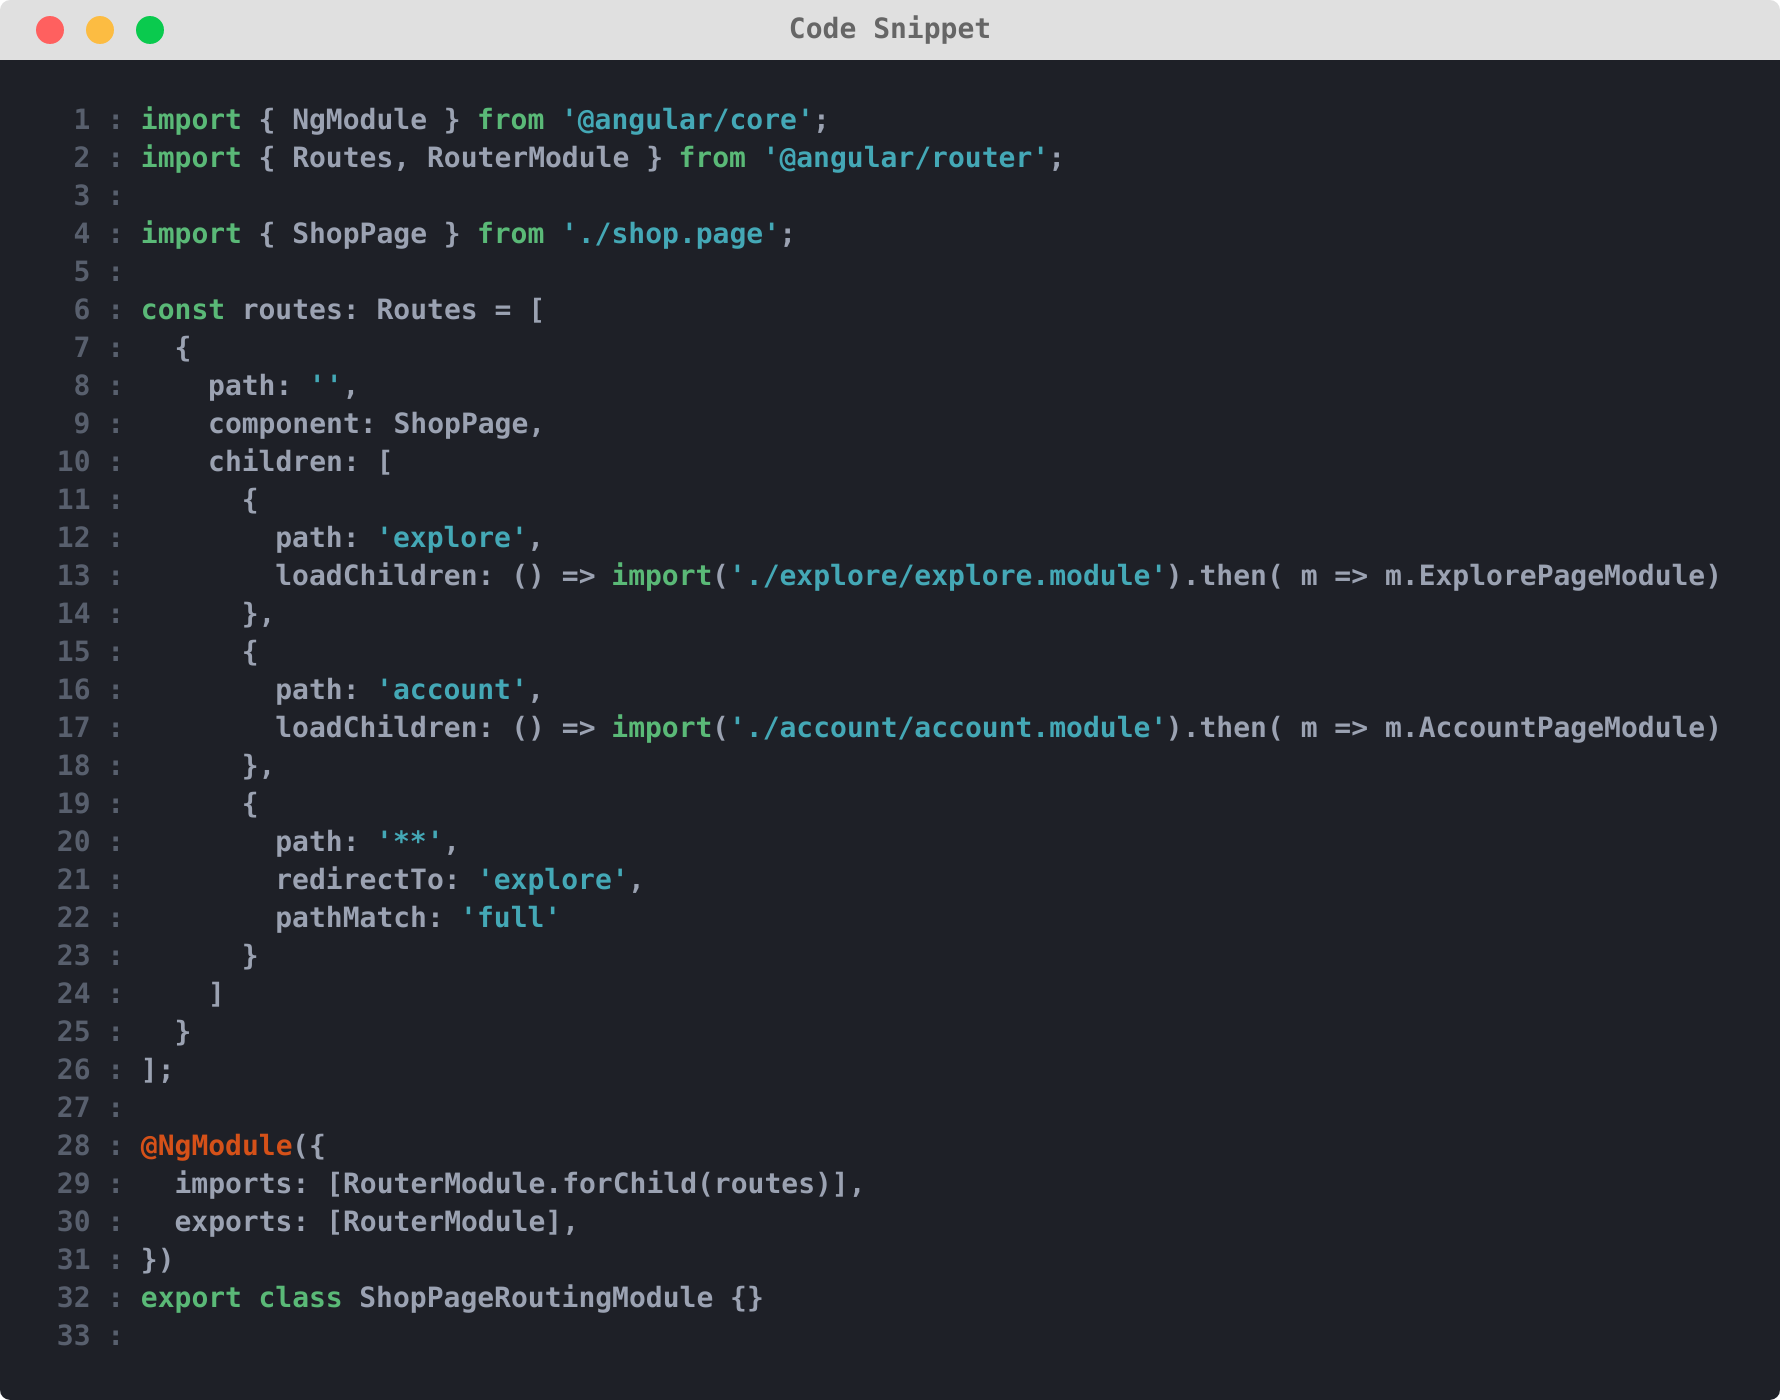 Code Snippet
1 : import { NgModule } from '@angular/core';
2 : import { Routes, RouterModule } from '@angular/router';
3 :
4 : import { ShopPage } from './shop.page';
5 :
6 : const routes: Routes = [
7 :   {
8 :     path: '',
9 :     component: ShopPage,
10 :     children: [
11 :       {
12 :         path: 'explore',
13 :         loadChildren: () => import('./explore/explore.module').then( m => m.ExplorePageModule)
14 :       },
15 :       {
16 :         path: 'account',
17 :         loadChildren: () => import('./account/account.module').then( m => m.AccountPageModule)
18 :       },
19 :       {
20 :         path: '**',
21 :         redirectTo: 'explore',
22 :         pathMatch: 'full'
23 :       }
24 :     ]
25 :   }
26 : ];
27 :
28 : @NgModule({
29 :   imports: [RouterModule.forChild(routes)],
30 :   exports: [RouterModule],
31 : })
32 : export class ShopPageRoutingModule {}
33 :